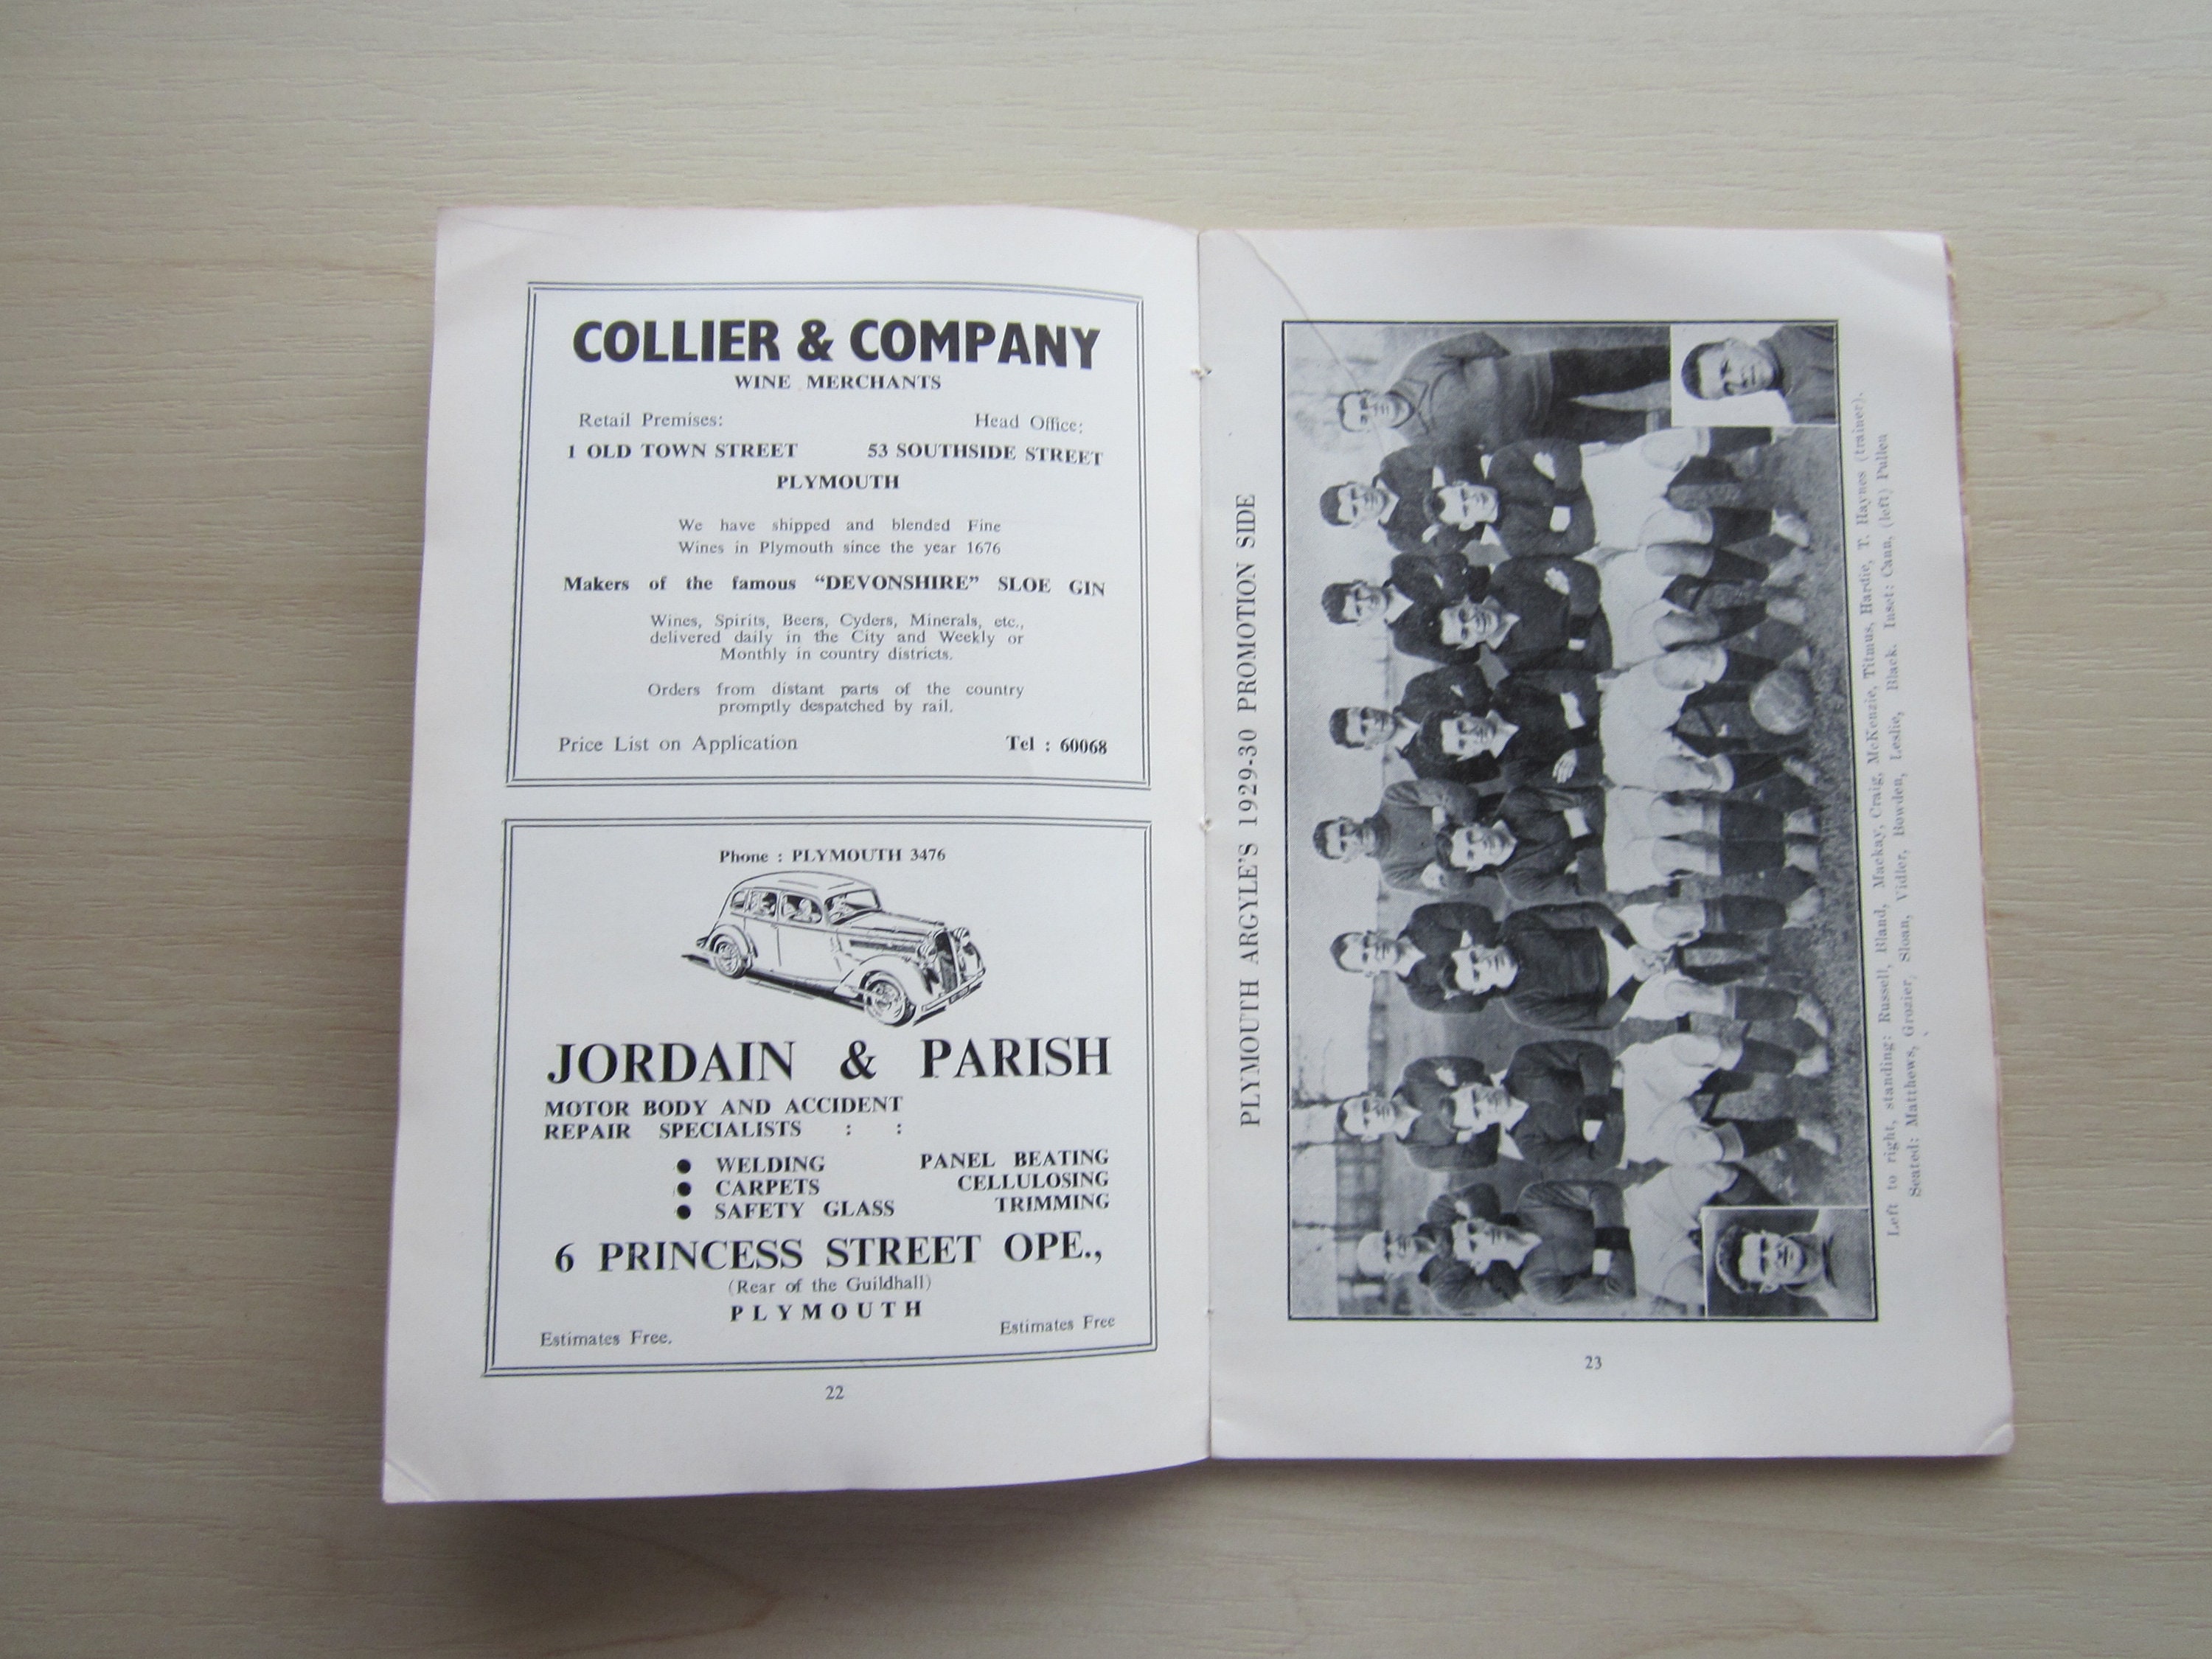 COLLIER & COMPANY
WINE MERCHANTS
Retail Premises: Head Office:
1 OLD TOWN STREET 53 SOUTHSIDE STREET
PLYMOUTH
We have shipped and blended Fine
Wines in Plymouth since the year 1676
Makers of the famous “DEVONSHIRE” SLOE GIN
Wines, Spirits, Beers, Cyders, Minerals, etc.,
delivered daily in the City and Weekly or
Monthly in country districts.
Orders from distant parts of the country
promptly despatched by rail.
Price List on Application Tel : 60068
Phone : PLYMOUTH 3476
JORDAIN & PARISH
MOTOR BODY AND ACCIDENT
REPAIR SPECIALISTS : :
● WELDING PANEL BEATING
● CARPETS CELLULOSING
● SAFETY GLASS TRIMMING
6 PRINCESS STREET OPE.,
(Rear of the Guildhall)
PLYMOUTH
Estimates Free. Estimates Free
22
PLYMOUTH ARGYLE'S 1929-30 PROMOTION SIDE
Left to right, standing: Russell, Bland, Mackay, Craig, McKenzie, Titmus, Hardie, T. Haynes (trainer).
Seated: Matthews, Grozier, Sloan, Vidler, Bowden, Leslie, Black. Inset: Cann, (left) Pullen
23